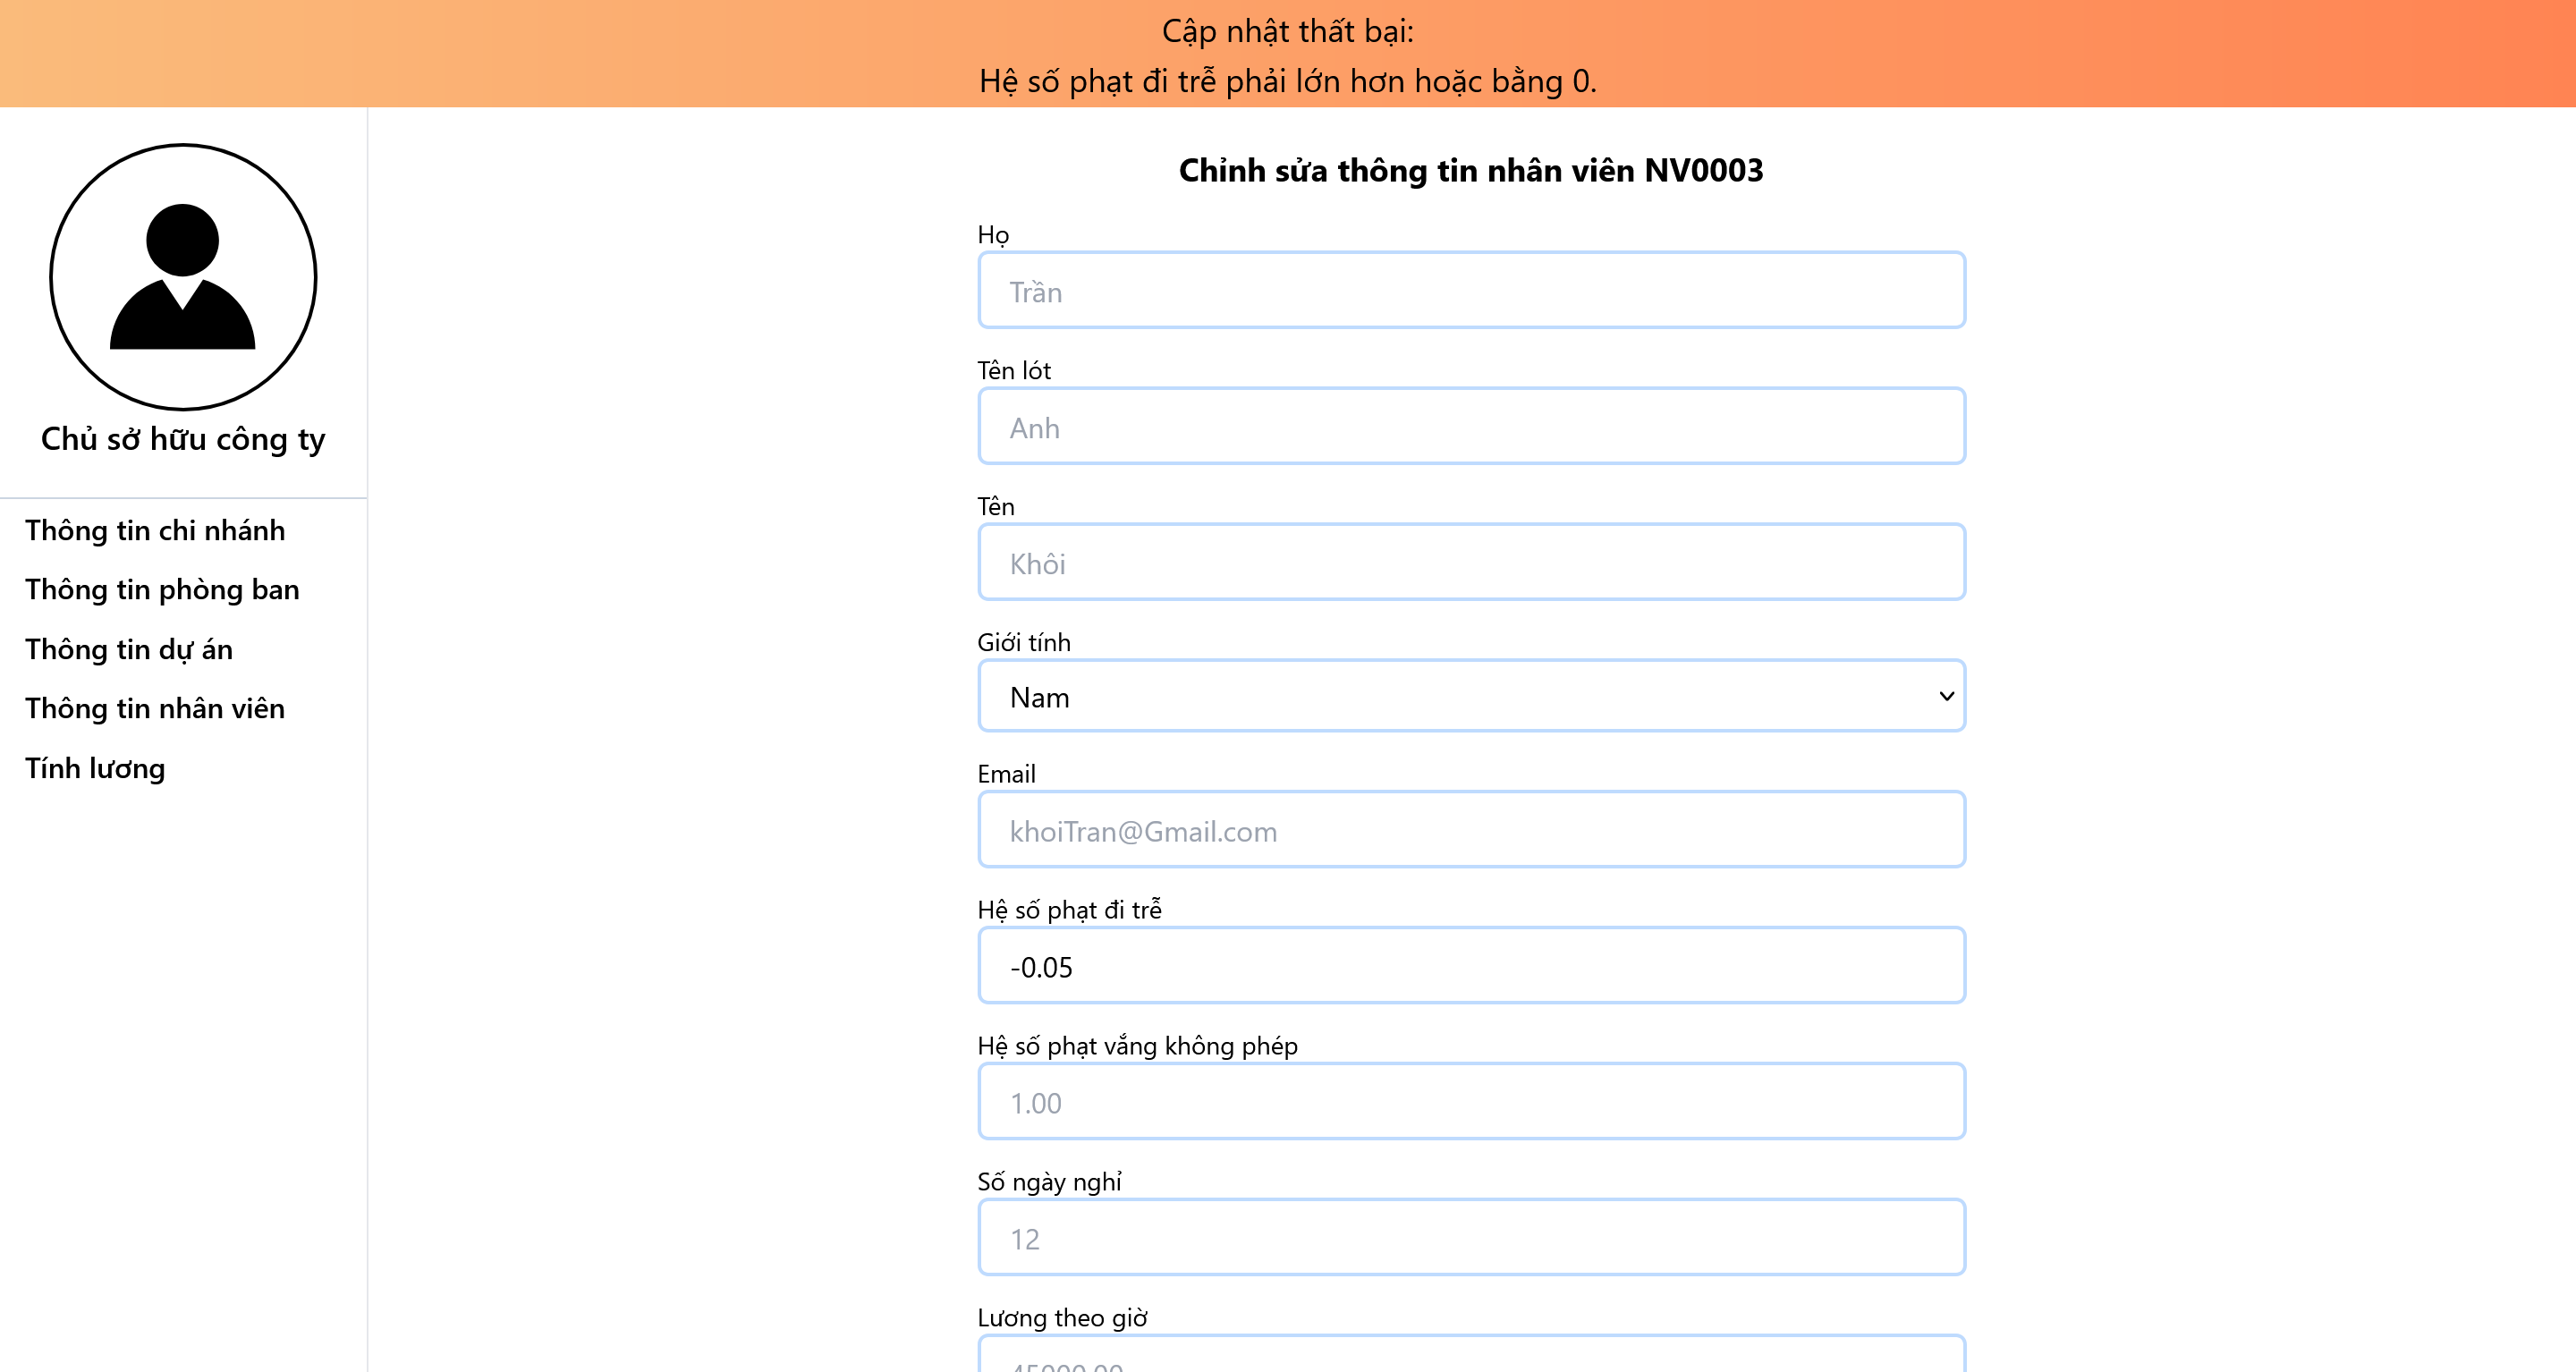 Cập nhật thất bại:
Hệ số phạt đi trễ phải lớn hơn hoặc bằng 0.
Chủ sở hữu công ty
Thông tin chi nhánh
Thông tin phòng ban
Thông tin dự án
Thông tin nhân viên
Tính lương
Chỉnh sửa thông tin nhân viên NV0003
Họ
Trần
Tên lót
Anh
Tên
Khôi
Giới tính
Nam
Email
khoiTran@Gmail.com
Hệ số phạt đi trễ
-0.05
Hệ số phạt vắng không phép
1.00
Số ngày nghỉ
12
Lương theo giờ
45000.00